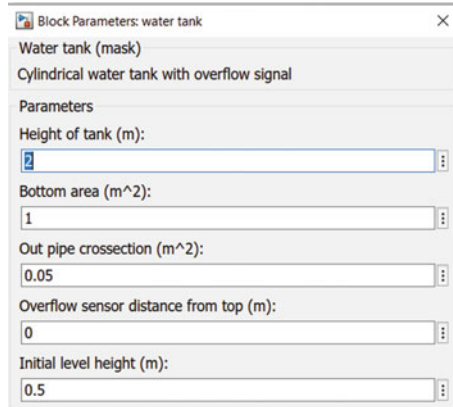 Block Parameters: water tank
Water tank (mask)
Cylindrical water tank with overflow signal
Parameters
Height of tank (m):
2
Bottom area (m^2):
1
Out pipe crossection (m^2):
0.05
Overflow sensor distance from top (m):
0
Initial level height (m):
0.5